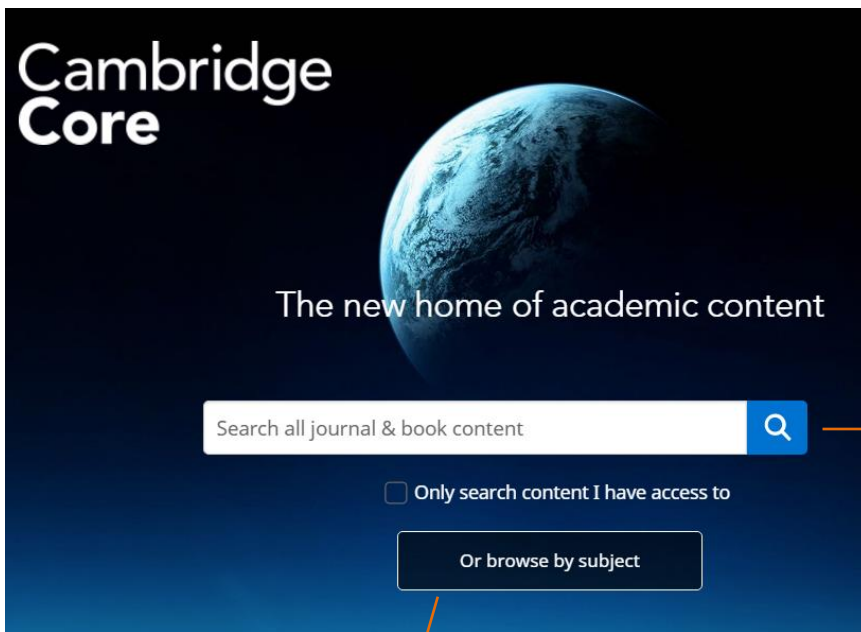 Cambridge
Core
The new home of academic content
Search all journal & book content
Only search content I have access to
Or browse by subject